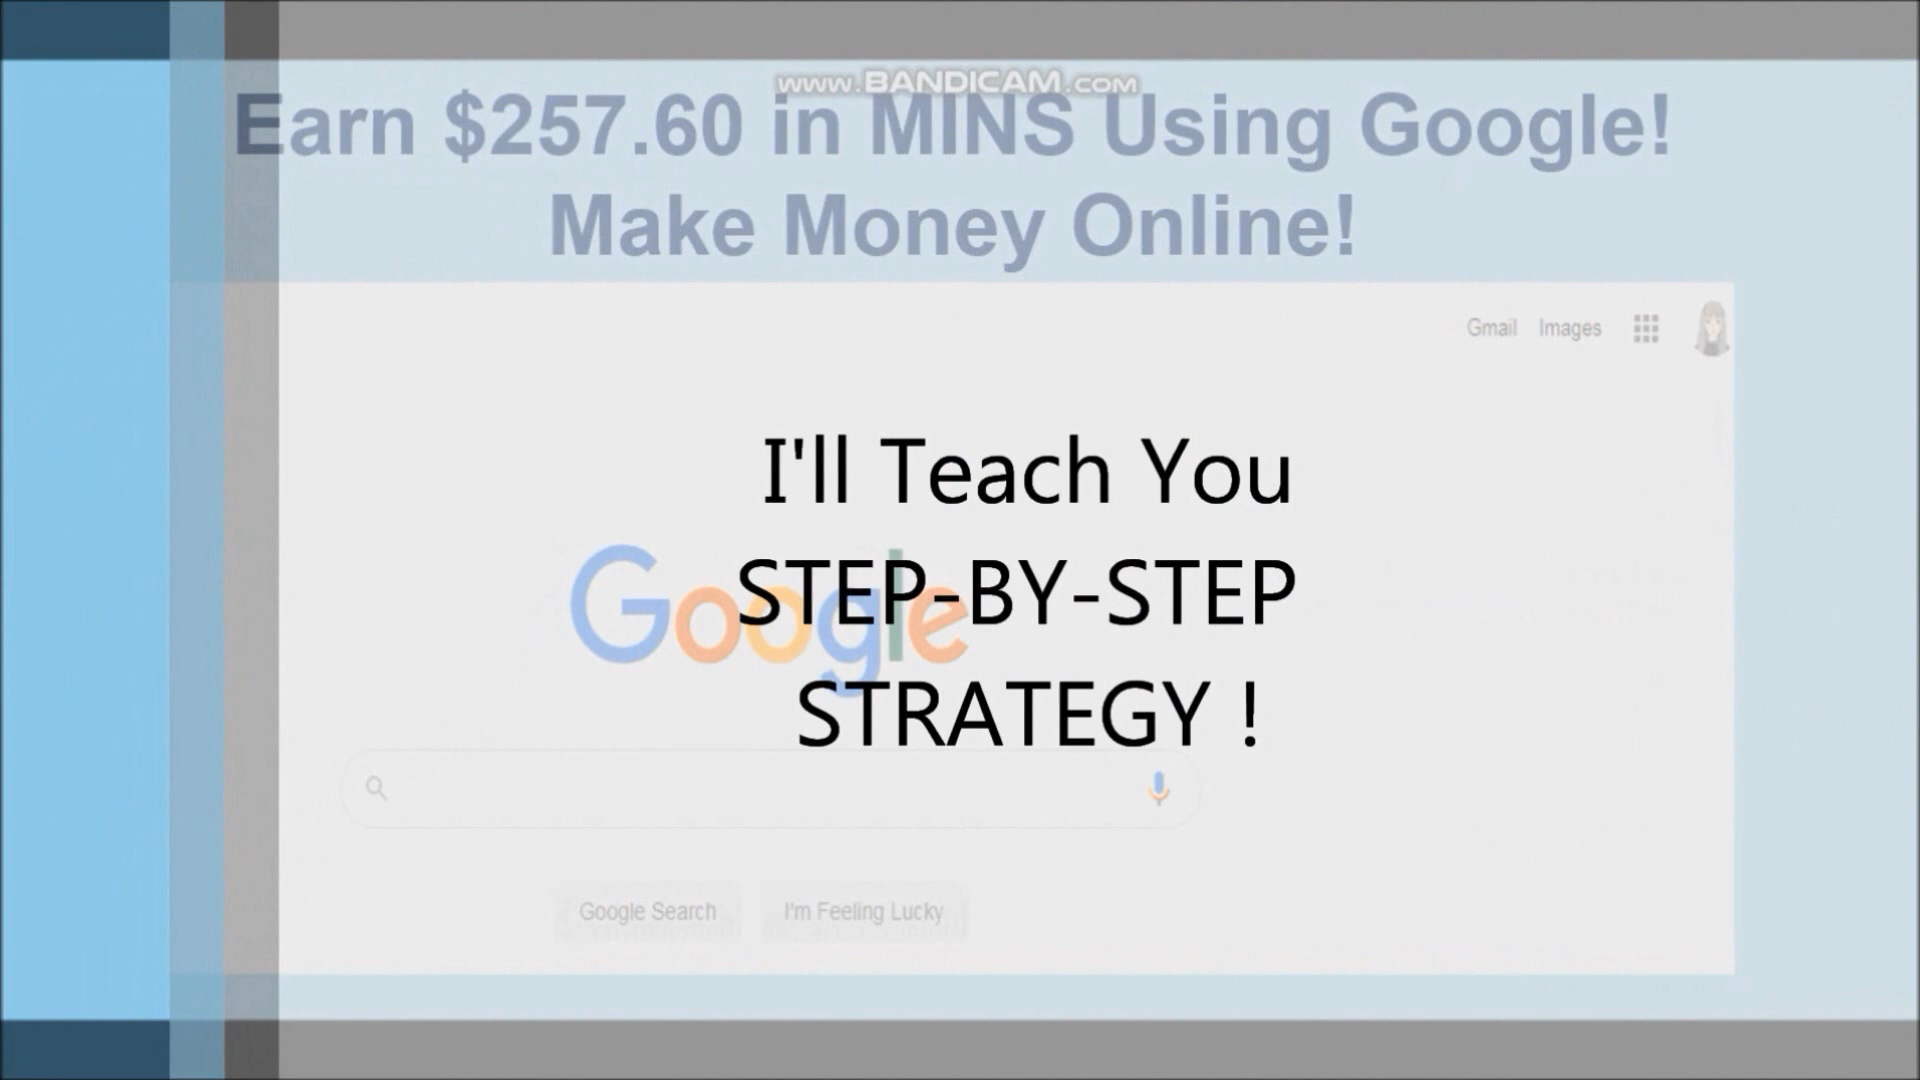 www.BANDICAM.com
Earn $257.60 in MINS Using Google!
Make Money Online!
Gmail Images
I'll Teach You
Google
STEP-BY-STEP
STRATEGY !
Google Search I'm Feeling Lucky